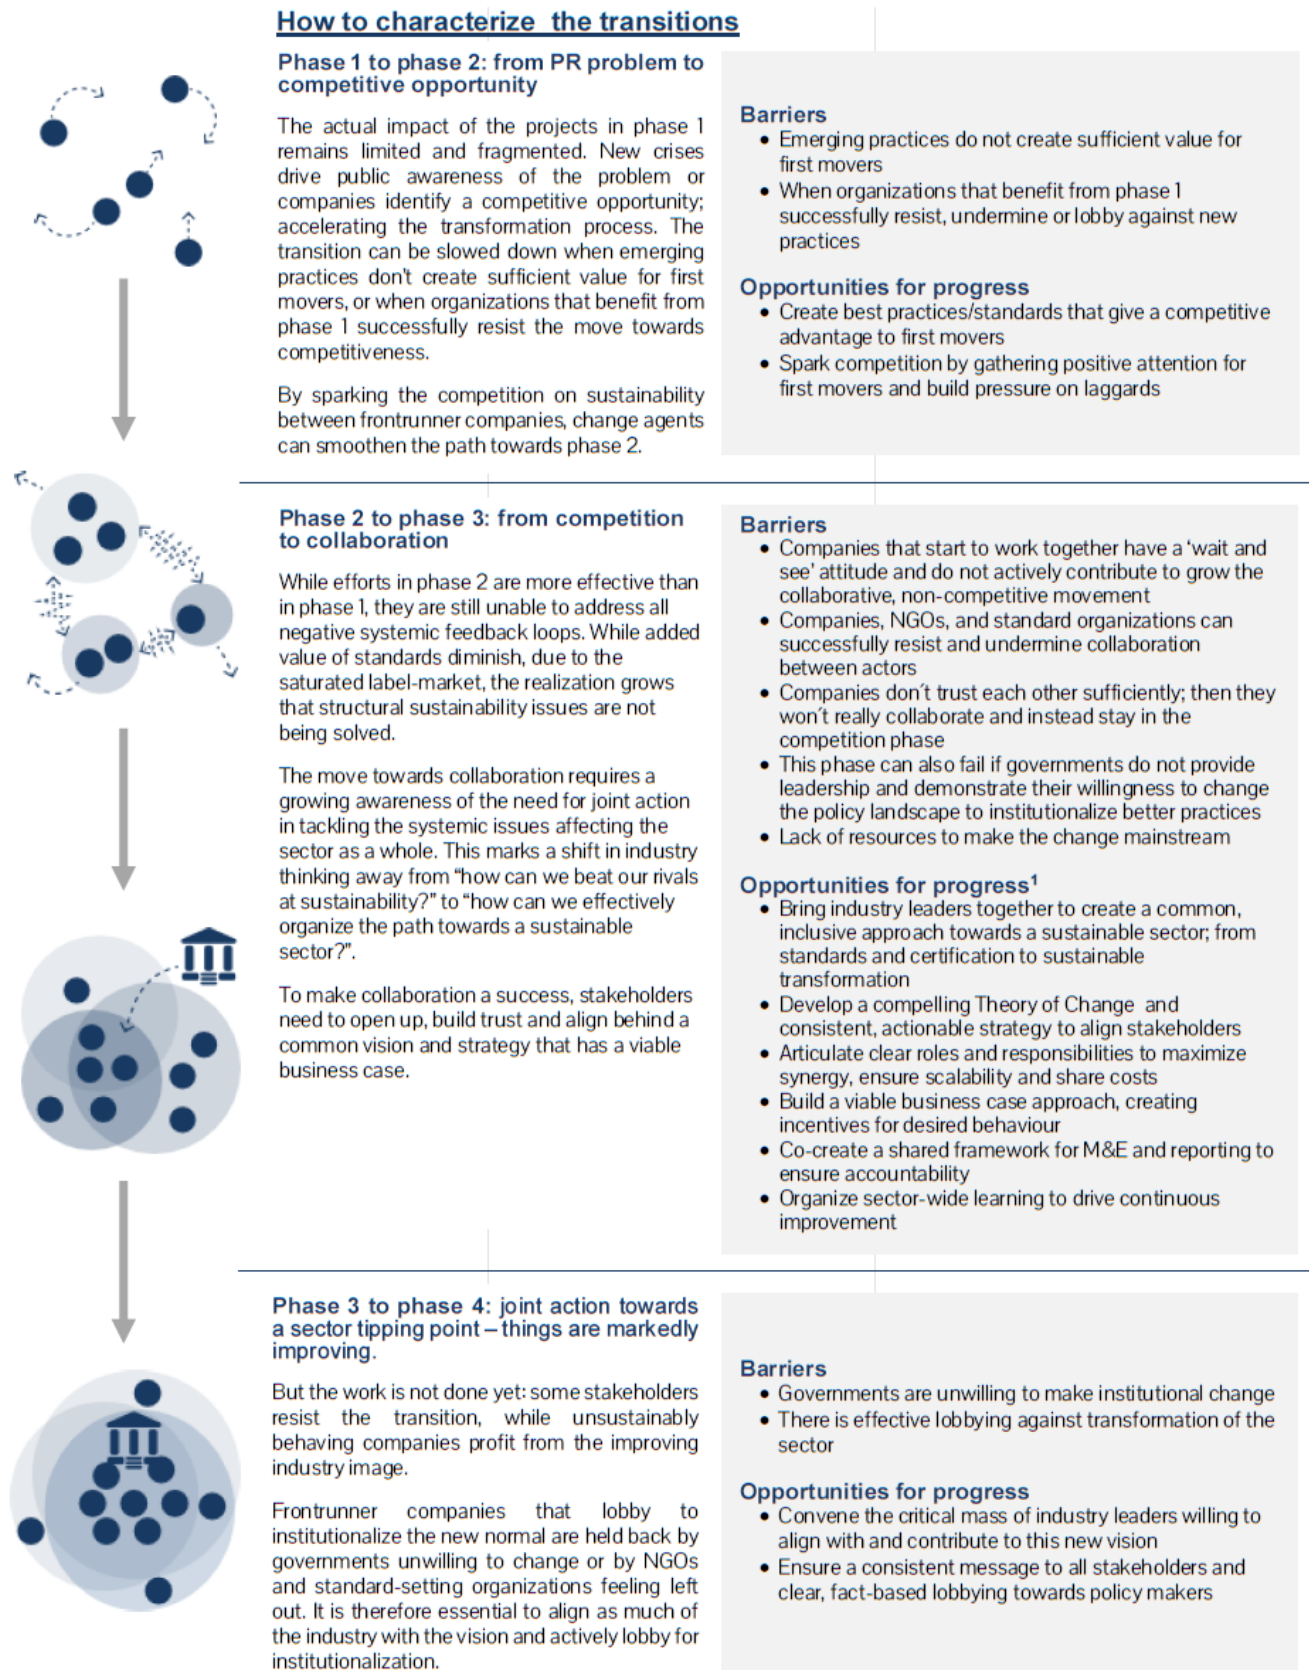 How to characterize the transitions
Phase 1 to phase 2: from PR problem to
competitive opportunity
The actual impact of the projects in phase 1
remains limited and fragmented. New crises
drive public awareness of the problem or
companies identify a competitive opportunity;
accelerating the transformation process. The
transition can be slowed down when emerging
practices don't create sufficient value for first
movers, or when organizations that benefit from
phase 1 successfully resist the move towards
competitiveness.
By sparking the competition on sustainability
between frontrunner companies, change agents
can smoothen the path towards phase 2.
Barriers
• Emerging practices do not create sufficient value for
first movers
• When organizations that benefit from phase 1
successfully resist, undermine or lobby against new
practices
Opportunities for progress
• Create best practices/standards that give a competitive
advantage to first movers
• Spark competition by gathering positive attention for
first movers and build pressure on laggards
Phase 2 to phase 3: from competition
to collaboration
While efforts in phase 2 are more effective than
in phase 1, they are still unable to address all
negative systemic feedback loops. While added
value of standards diminish, due to the
saturated label-market, the realization grows
that structural sustainability issues are not
being solved.
The move towards collaboration requires a
growing awareness of the need for joint action
in tackling the systemic issues affecting the
sector as a whole. This marks a shift in industry
thinking away from “how can we beat our rivals
at sustainability?” to “how can we effectively
organize the path towards a sustainable
sector?”.
To make collaboration a success, stakeholders
need to open up, build trust and align behind a
common vision and strategy that has a viable
business case.
Barriers
• Companies that start to work together have a ‘wait and
see’ attitude and do not actively contribute to grow the
collaborative, non-competitive movement
• Companies, NGOs, and standard organizations can
successfully resist and undermine collaboration
between actors
• Companies don´t trust each other sufficiently; then they
won´t really collaborate and instead stay in the
competition phase
• This phase can also fail if governments do not provide
leadership and demonstrate their willingness to change
the policy landscape to institutionalize better practices
• Lack of resources to make the change mainstream
Opportunities for progress¹
• Bring industry leaders together to create a common,
inclusive approach towards a sustainable sector; from
standards and certification to sustainable
transformation
• Develop a compelling Theory of Change and
consistent, actionable strategy to align stakeholders
• Articulate clear roles and responsibilities to maximize
synergy, ensure scalability and share costs
• Build a viable business case approach, creating
incentives for desired behaviour
• Co-create a shared framework for M&E and reporting to
ensure accountability
• Organize sector-wide learning to drive continuous
improvement
Phase 3 to phase 4: joint action towards
a sector tipping point – things are markedly
improving.
But the work is not done yet: some stakeholders
resist the transition, while unsustainably
behaving companies profit from the improving
industry image.
Frontrunner companies that lobby to
institutionalize the new normal are held back by
governments unwilling to change or by NGOs
and standard-setting organizations feeling left
out. It is therefore essential to align as much of
the industry with the vision and actively lobby for
institutionalization.
Barriers
• Governments are unwilling to make institutional change
• There is effective lobbying against transformation of the
sector
Opportunities for progress
• Convene the critical mass of industry leaders willing to
align with and contribute to this new vision
• Ensure a consistent message to all stakeholders and
clear, fact-based lobbying towards policy makers